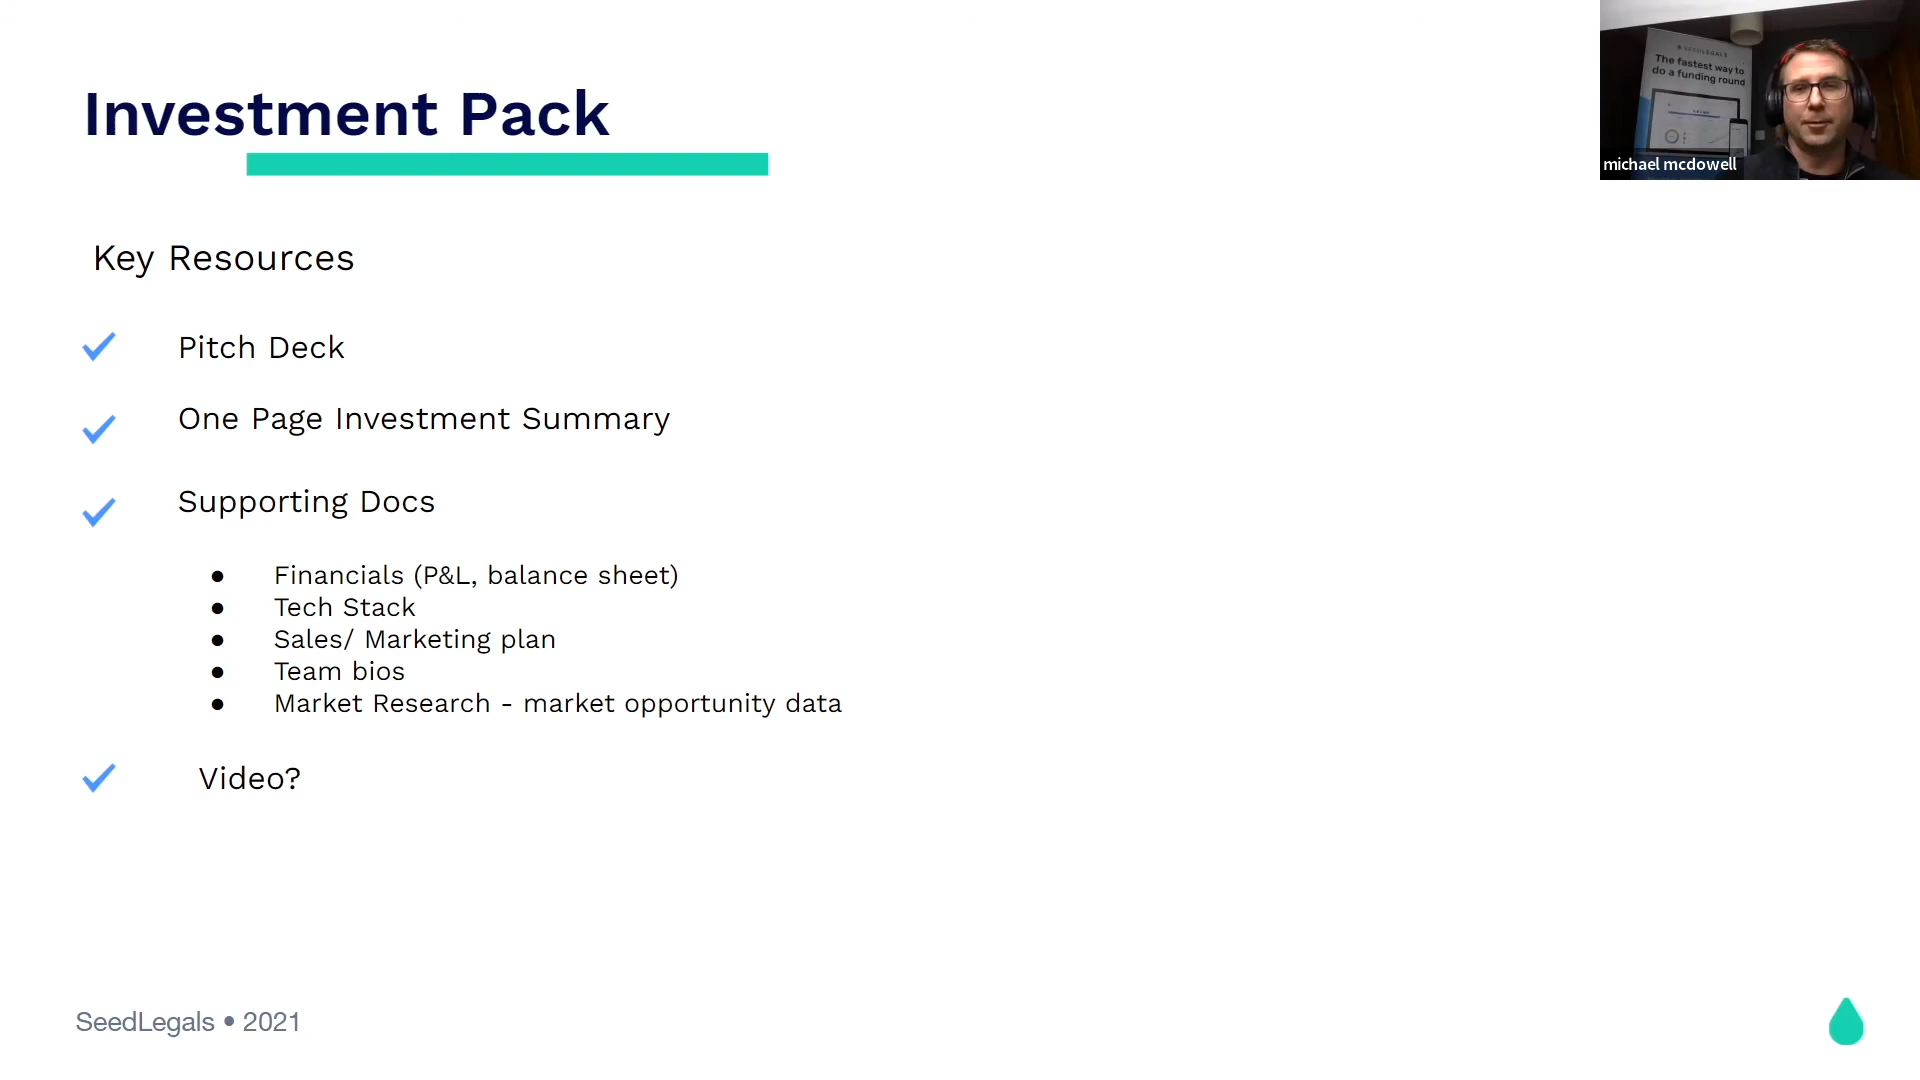 Investment Pack
Key Resources
Pitch Deck
One Page Investment Summary
Supporting Docs
● Financials (P&L, balance sheet)
● Tech Stack
● Sales/ Marketing plan
● Team bios
● Market Research - market opportunity data
Video?
SeedLegals • 2021
SEEDLEGALS
The fastest way to
do a funding round
michael mcdowell